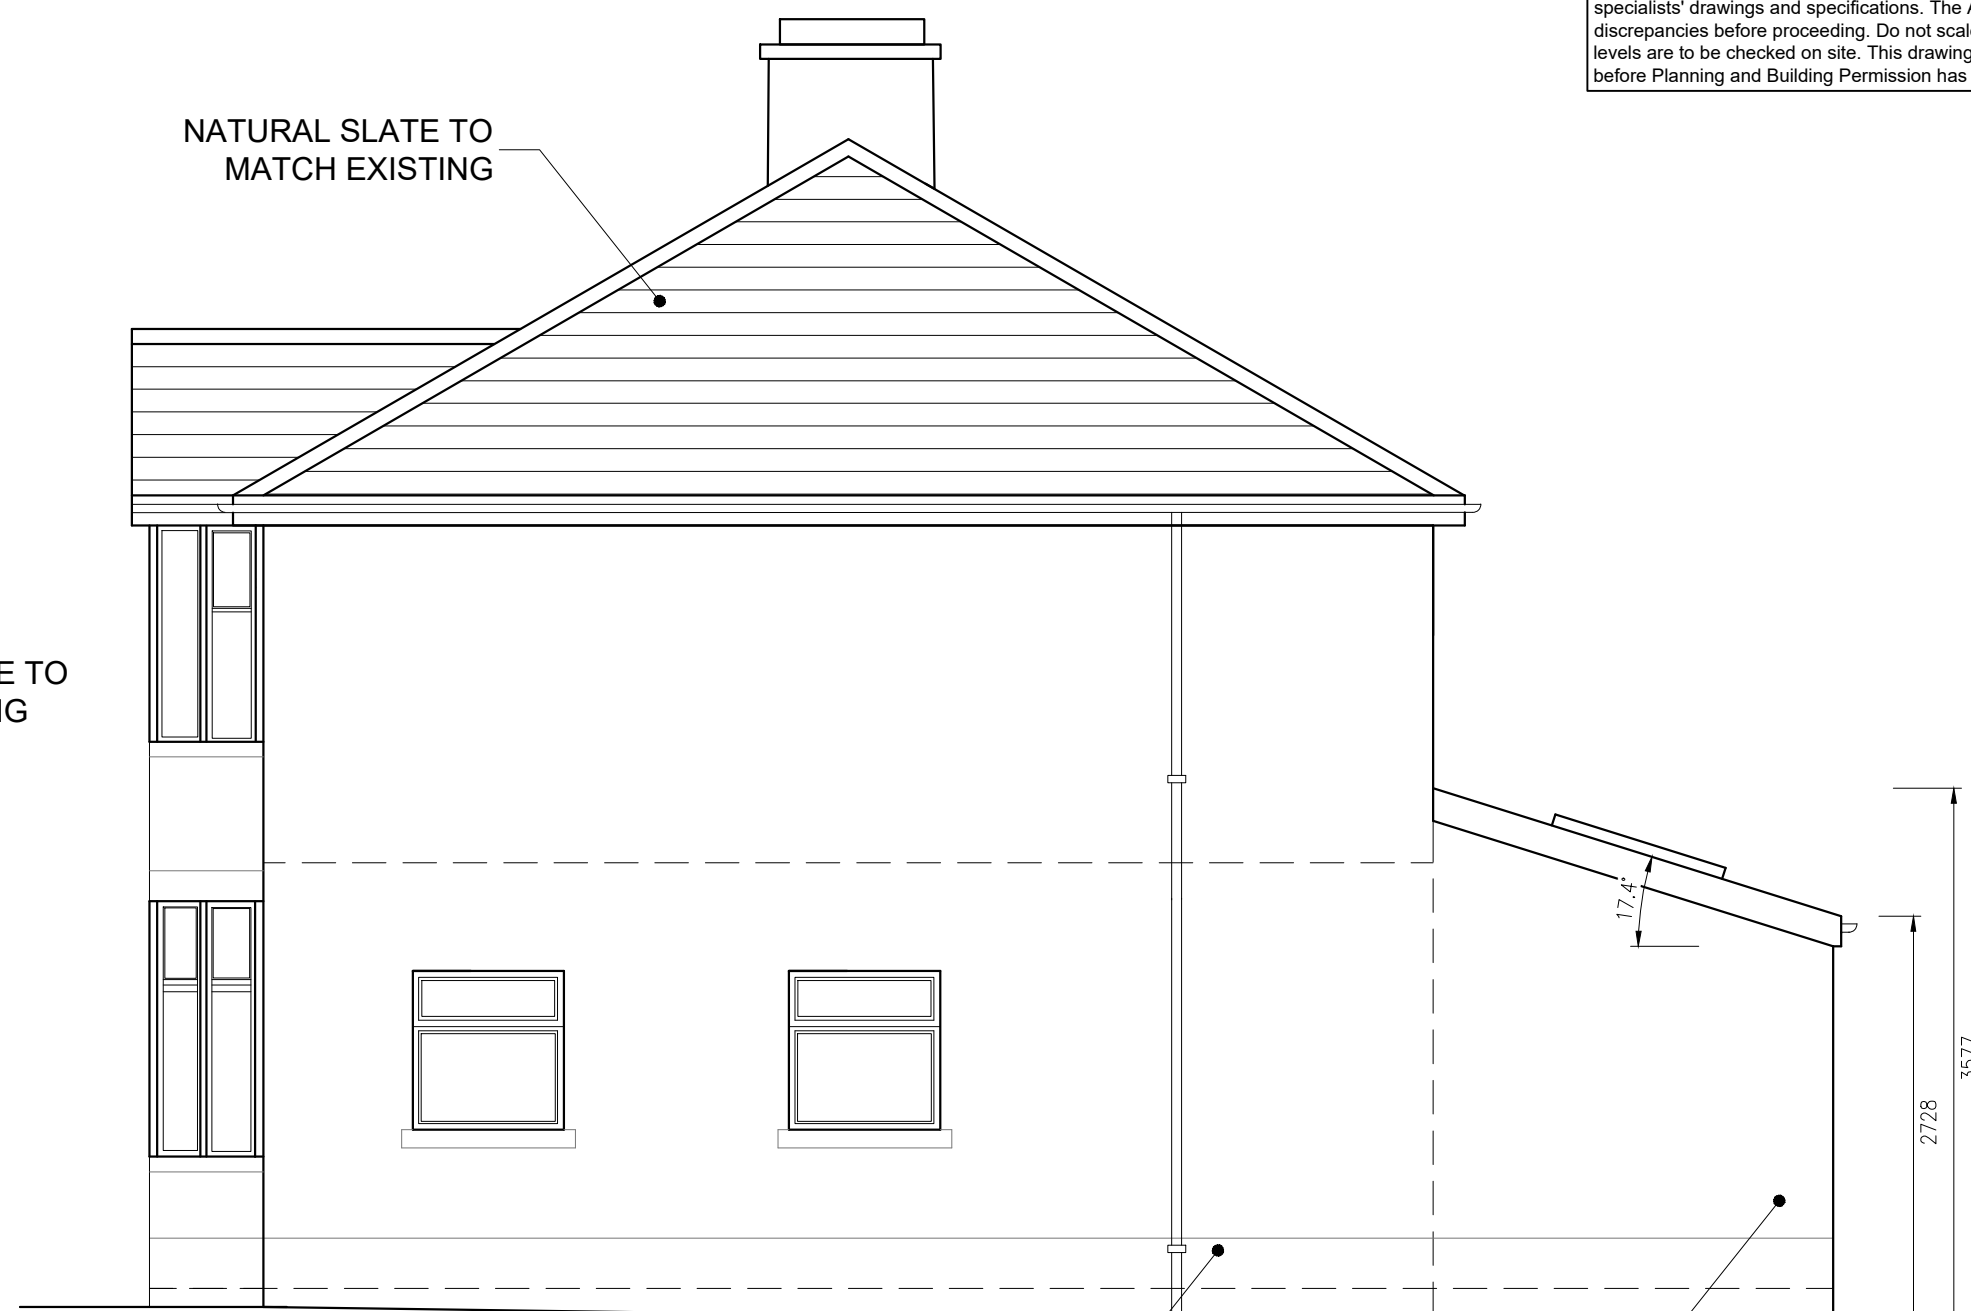 specialists' drawings and specifications. The
discrepancies before proceeding. Do not scal
levels are to be checked on site. This drawing
before Planning and Building Permission has
NATURAL SLATE TO
MATCH EXISTING
E TO
NG
17.4°
3577
2728